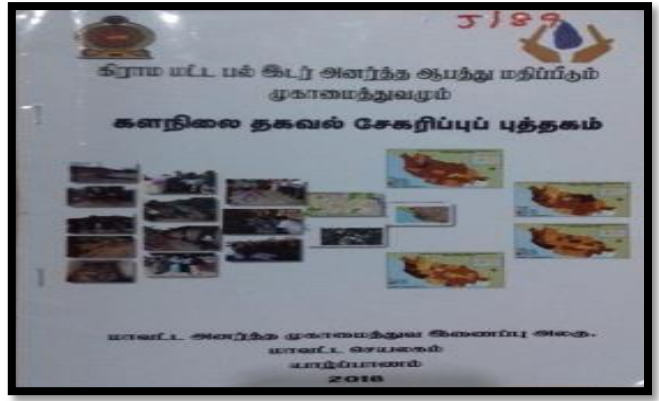 J/89
கிராம மட்ட பல் இடர் அனர்த்த ஆபத்து மதிப்பீடும்
முகாமைத்துவமும்
களநிலை தகவல் சேகரிப்புப் புத்தகம்
மாவட்ட அனர்த்த முகாமைத்துவ இணைப்பு அலகு.
மாவட்ட செயலகம்
யாழ்ப்பாணம்
2016